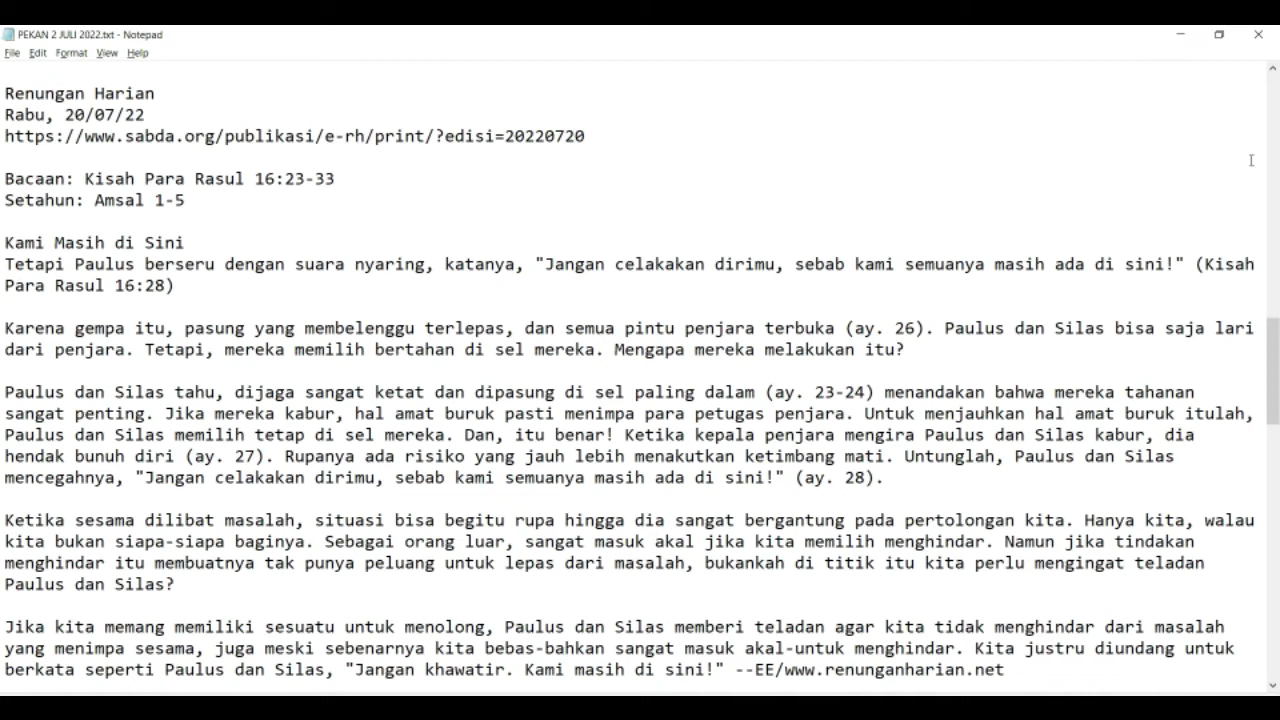 PEKAN 2 JULI 2022.txt - Notepad
File Edit Format View Help
Renungan Harian
Rabu, 20/07/22
https://www.sabda.org/publikasi/e-rh/print/?edisi=20220720
Bacaan: Kisah Para Rasul 16:23-33
Setahun: Amsal 1-5
Kami Masih di Sini
Tetapi Paulus berseru dengan suara nyaring, katanya, "Jangan celakakan dirimu, sebab kami semuanya masih ada di sini!" (Kisah
Para Rasul 16:28)
Karena gempa itu, pasung yang membelenggu terlepas, dan semua pintu penjara terbuka (ay. 26). Paulus dan Silas bisa saja lari
dari penjara. Tetapi, mereka memilih bertahan di sel mereka. Mengapa mereka melakukan itu?
Paulus dan Silas tahu, dijaga sangat ketat dan dipasung di sel paling dalam (ay. 23-24) menandakan bahwa mereka tahanan
sangat penting. Jika mereka kabur, hal amat buruk pasti menimpa para petugas penjara. Untuk menjauhkan hal amat buruk itulah,
Paulus dan Silas memilih tetap di sel mereka. Dan, itu benar! Ketika kepala penjara mengira Paulus dan Silas kabur, dia
hendak bunuh diri (ay. 27). Rupanya ada risiko yang jauh lebih menakutkan ketimbang mati. Untunglah, Paulus dan Silas
mencegahnya, "Jangan celakakan dirimu, sebab kami semuanya masih ada di sini!" (ay. 28).
Ketika sesama dilibat masalah, situasi bisa begitu rupa hingga dia sangat bergantung pada pertolongan kita. Hanya kita, walau
kita bukan siapa-siapa baginya. Sebagai orang luar, sangat masuk akal jika kita memilih menghindar. Namun jika tindakan
menghindar itu membuatnya tak punya peluang untuk lepas dari masalah, bukankah di titik itu kita perlu mengingat teladan
Paulus dan Silas?
Jika kita memang memiliki sesuatu untuk menolong, Paulus dan Silas memberi teladan agar kita tidak menghindar dari masalah
yang menimpa sesama, juga meski sebenarnya kita bebas-bahkan sangat masuk akal-untuk menghindar. Kita justru diundang untuk
berkata seperti Paulus dan Silas, "Jangan khawatir. Kami masih di sini!" --EE/www.renunganharian.net